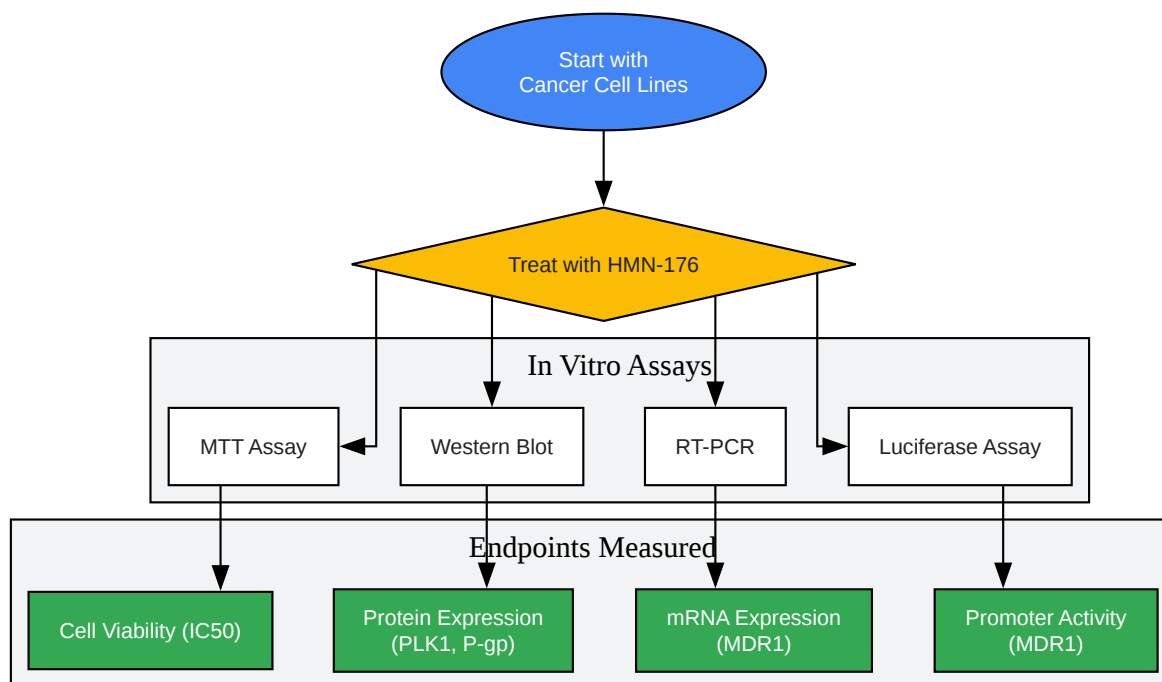 Start with
Cancer Cell Lines
Treat with HMN-176
In Vitro Assays
MTT Assay
Western Blot
RT-PCR
Luciferase Assay
Endpoints Measured
Cell Viability (IC50)
Protein Expression
(PLK1, P-gp)
mRNA Expression
(MDR1)
Promoter Activity
(MDR1)